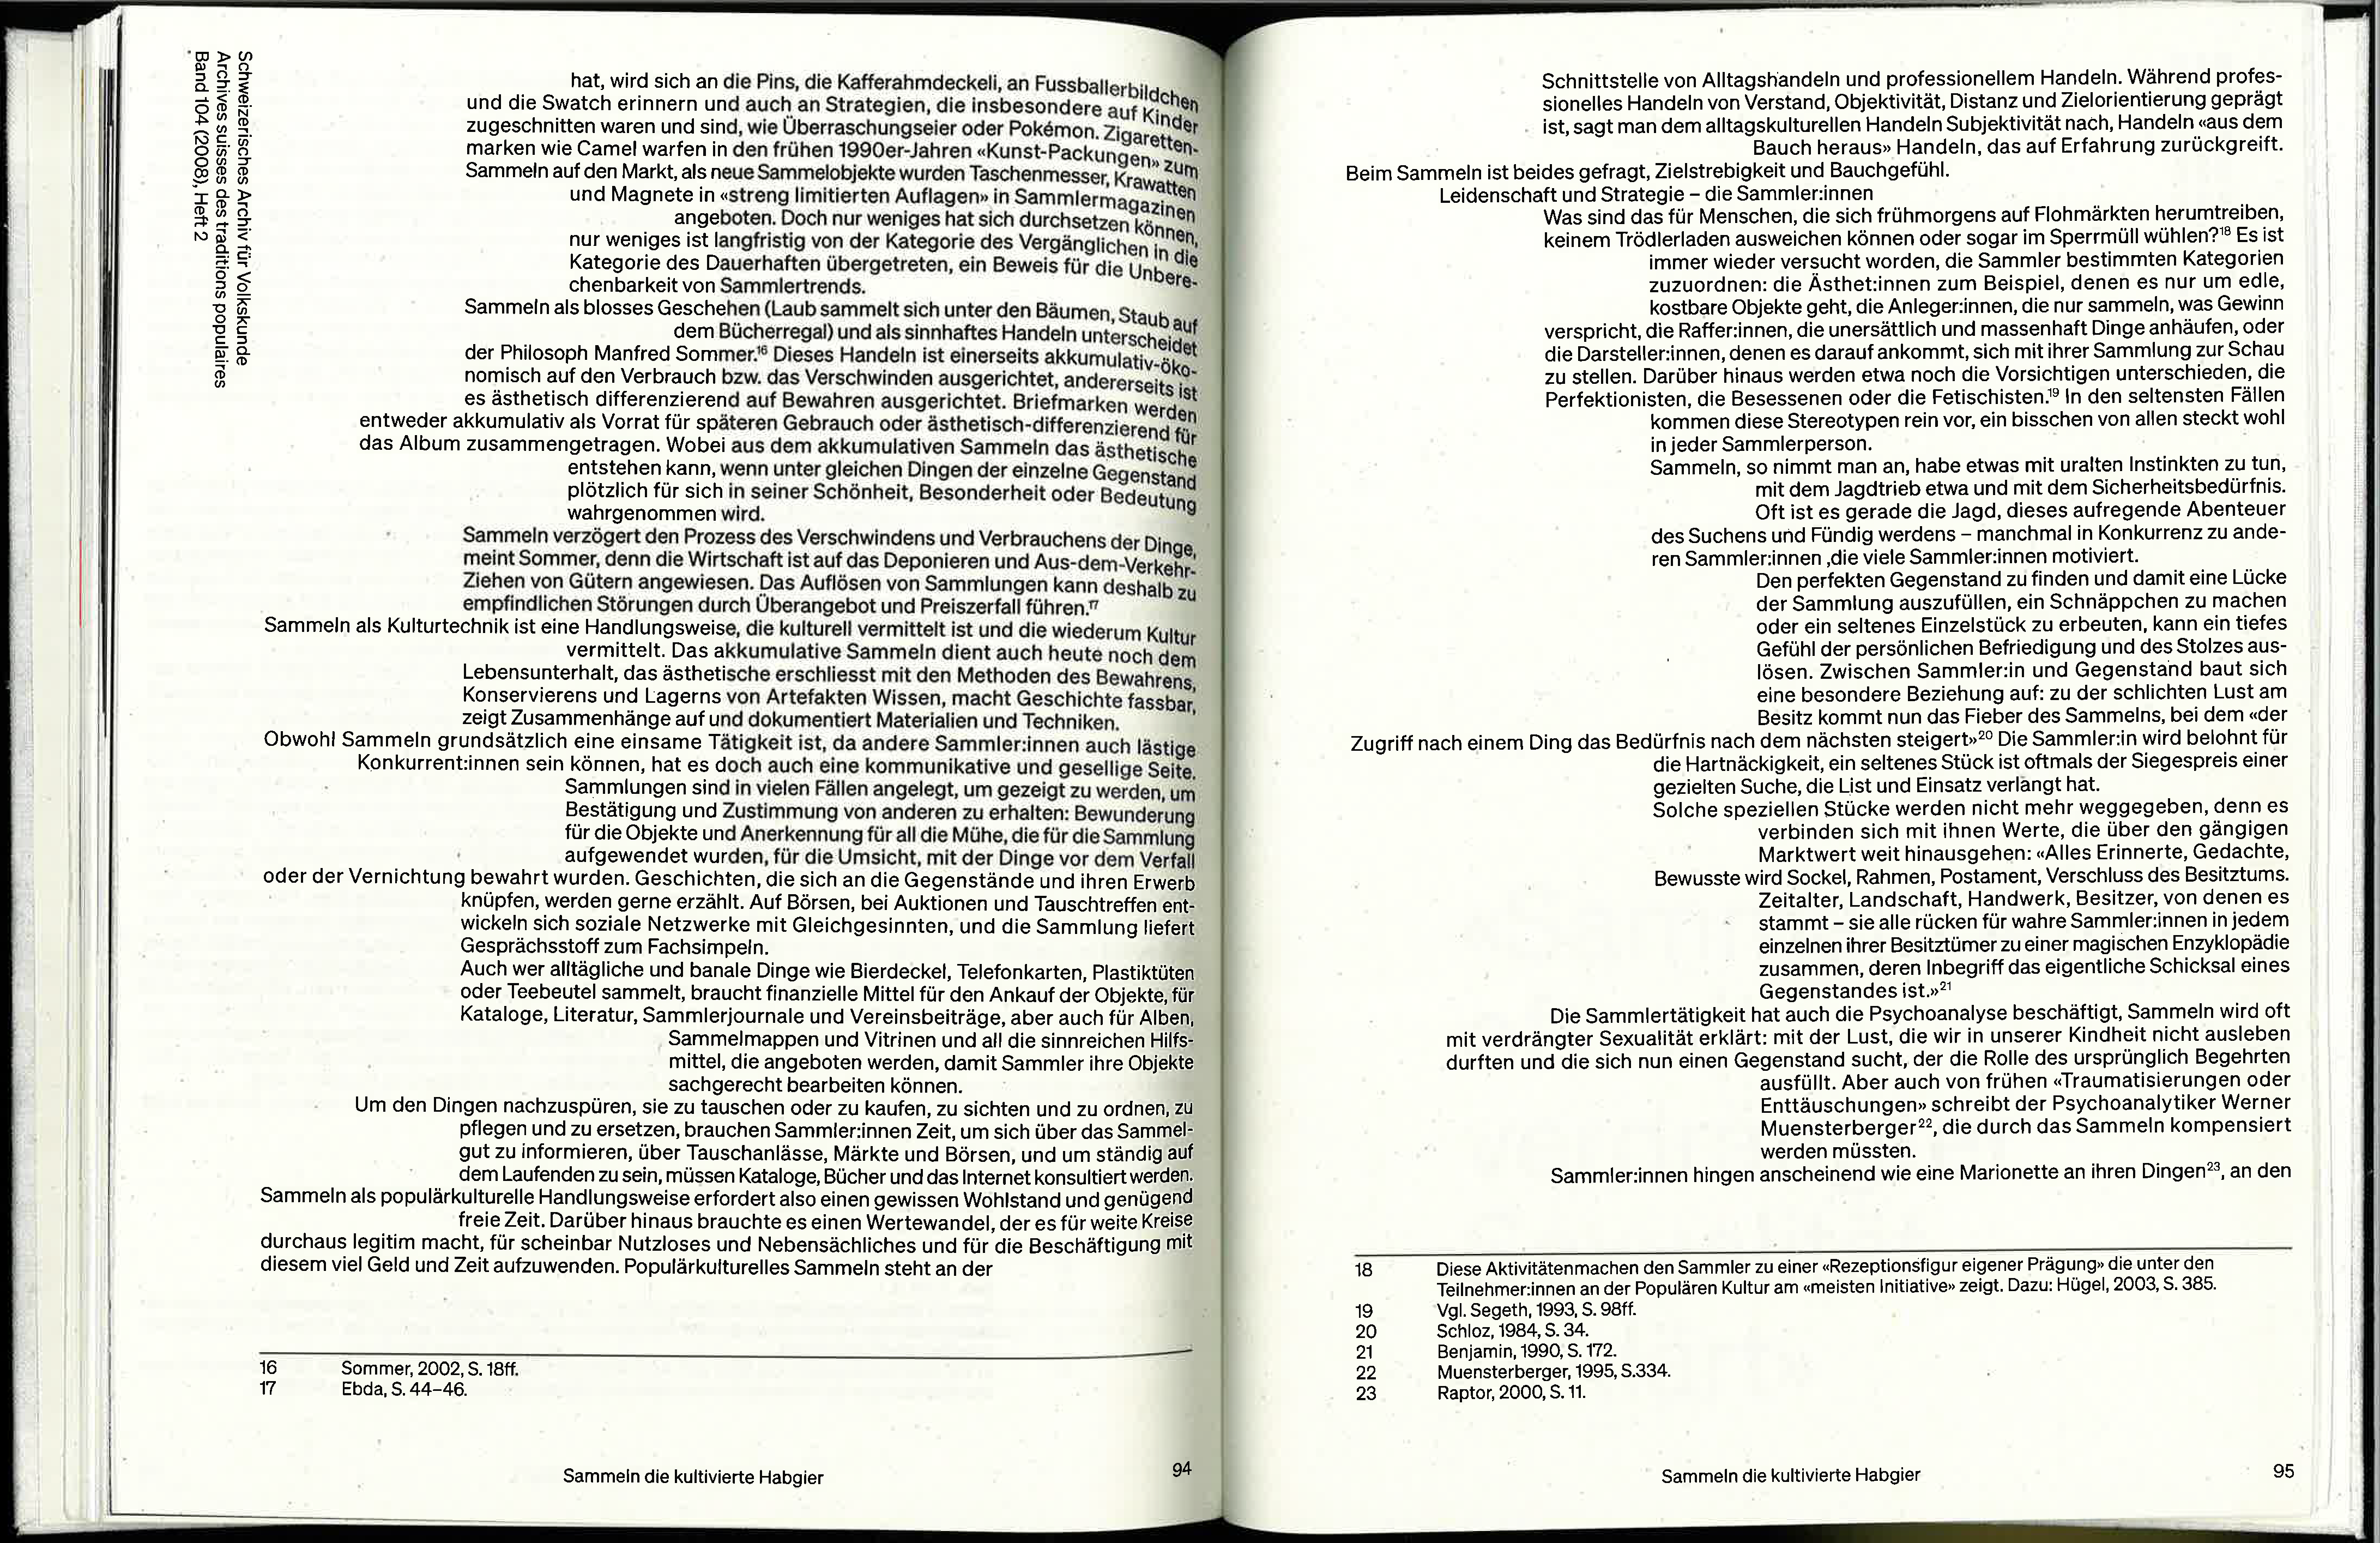 Schweizerisches Archiv für Volkskunde
Archives suisses des traditions populaires
Band 104 (2008), Heft 2
hat, wird sich an die Pins, die Kafferahmdeckeli, an Fussballerbildchen
und die Swatch erinnern und auch an Strategien, die insbesondere auf Kinder
zugeschnitten waren und sind, wie Überraschungseier oder Pokémon. Zigaretten-
marken wie Camel warfen in den frühen 1990er-Jahren «Kunst-Packungen» zum
Sammeln auf den Markt, als neue Sammelobjekte wurden Taschenmesser, Krawatten
und Magnete in «streng limitierten Auflagen» in Sammlermagazinen
angeboten. Doch nur weniges hat sich durchsetzen können,
nur weniges ist langfristig von der Kategorie des Vergänglichen in die
Kategorie des Dauerhaften übergetreten, ein Beweis für die Unbere-
chenbarkeit von Sammlertrends.
Sammeln als blosses Geschehen (Laub sammelt sich unter den Bäumen, Staub auf
dem Bücherregal) und als sinnhaftes Handeln unterscheidet
der Philosoph Manfred Sommer.¹⁶ Dieses Handeln ist einerseits akkumulativ-öko-
nomisch auf den Verbrauch bzw. das Verschwinden ausgerichtet, andererseits ist
es ästhetisch differenzierend auf Bewahren ausgerichtet. Briefmarken werden
entweder akkumulativ als Vorrat für späteren Gebrauch oder ästhetisch-differenzierend für
das Album zusammengetragen. Wobei aus dem akkumulativen Sammeln das ästhetische
entstehen kann, wenn unter gleichen Dingen der einzelne Gegenstand
plötzlich für sich in seiner Schönheit, Besonderheit oder Bedeutung
wahrgenommen wird.
Sammeln verzögert den Prozess des Verschwindens und Verbrauchens der Dinge,
meint Sommer, denn die Wirtschaft ist auf das Deponieren und Aus-dem-Verkehr-
Ziehen von Gütern angewiesen. Das Auflösen von Sammlungen kann deshalb zu
empfindlichen Störungen durch Überangebot und Preiszerfall führen.¹⁷
Sammeln als Kulturtechnik ist eine Handlungsweise, die kulturell vermittelt ist und die wiederum Kultur
vermittelt. Das akkumulative Sammeln dient auch heute noch dem
Lebensunterhalt, das ästhetische erschliesst mit den Methoden des Bewahrens,
Konservierens und Lagerns von Artefakten Wissen, macht Geschichte fassbar,
zeigt Zusammenhänge auf und dokumentiert Materialien und Techniken.
Obwohl Sammeln grundsätzlich eine einsame Tätigkeit ist, da andere Sammler:innen auch lästige
Konkurrent:innen sein können, hat es doch auch eine kommunikative und gesellige Seite.
Sammlungen sind in vielen Fällen angelegt, um gezeigt zu werden, um
Bestätigung und Zustimmung von anderen zu erhalten: Bewunderung
für die Objekte und Anerkennung für all die Mühe, die für die Sammlung
aufgewendet wurden, für die Umsicht, mit der Dinge vor dem Verfall
oder der Vernichtung bewahrt wurden. Geschichten, die sich an die Gegenstände und ihren Erwerb
knüpfen, werden gerne erzählt. Auf Börsen, bei Auktionen und Tauschtreffen ent-
wickeln sich soziale Netzwerke mit Gleichgesinnten, und die Sammlung liefert
Gesprächsstoff zum Fachsimpeln.
Auch wer alltägliche und banale Dinge wie Bierdeckel, Telefonkarten, Plastiktüten
oder Teebeutel sammelt, braucht finanzielle Mittel für den Ankauf der Objekte, für
Kataloge, Literatur, Sammlerjournale und Vereinsbeiträge, aber auch für Alben,
Sammelmappen und Vitrinen und all die sinnreichen Hilfs-
mittel, die angeboten werden, damit Sammler ihre Objekte
sachgerecht bearbeiten können.
Um den Dingen nachzuspüren, sie zu tauschen oder zu kaufen, zu sichten und zu ordnen, zu
pflegen und zu ersetzen, brauchen Sammler:innen Zeit, um sich über das Sammel-
gut zu informieren, über Tauschanlässe, Märkte und Börsen, und um ständig auf
dem Laufenden zu sein, müssen Kataloge, Bücher und das Internet konsultiert werden.
Sammeln als populärkulturelle Handlungsweise erfordert also einen gewissen Wohlstand und genügend
freie Zeit. Darüber hinaus brauchte es einen Wertewandel, der es für weite Kreise
durchaus legitim macht, für scheinbar Nutzloses und Nebensächliches und für die Beschäftigung mit
diesem viel Geld und Zeit aufzuwenden. Populärkulturelles Sammeln steht an der
16 Sommer, 2002, S. 18ff.
17 Ebda, S. 44–46.
Sammeln die kultivierte Habgier 94
Schnittstelle von Alltagshandeln und professionellem Handeln. Während profes-
sionelles Handeln von Verstand, Objektivität, Distanz und Zielorientierung geprägt
ist, sagt man dem alltagskulturellen Handeln Subjektivität nach, Handeln «aus dem
Bauch heraus» Handeln, das auf Erfahrung zurückgreift.
Beim Sammeln ist beides gefragt, Zielstrebigkeit und Bauchgefühl.
Leidenschaft und Strategie – die Sammler:innen
Was sind das für Menschen, die sich frühmorgens auf Flohmärkten herumtreiben,
keinem Trödlerladen ausweichen können oder sogar im Sperrmüll wühlen?¹⁸ Es ist
immer wieder versucht worden, die Sammler bestimmten Kategorien
zuzuordnen: die Ästhet:innen zum Beispiel, denen es nur um edle,
kostbare Objekte geht, die Anleger:innen, die nur sammeln, was Gewinn
verspricht, die Raffer:innen, die unersättlich und massenhaft Dinge anhäufen, oder
die Darsteller:innen, denen es darauf ankommt, sich mit ihrer Sammlung zur Schau
zu stellen. Darüber hinaus werden etwa noch die Vorsichtigen unterschieden, die
Perfektionisten, die Besessenen oder die Fetischisten.¹⁹ In den seltensten Fällen
kommen diese Stereotypen rein vor, ein bisschen von allen steckt wohl
in jeder Sammlerperson.
Sammeln, so nimmt man an, habe etwas mit uralten Instinkten zu tun,
mit dem Jagdtrieb etwa und mit dem Sicherheitsbedürfnis.
Oft ist es gerade die Jagd, dieses aufregende Abenteuer
des Suchens und Fündig werdens – manchmal in Konkurrenz zu ande-
ren Sammler:innen ,die viele Sammler:innen motiviert.
Den perfekten Gegenstand zu finden und damit eine Lücke
der Sammlung auszufüllen, ein Schnäppchen zu machen
oder ein seltenes Einzelstück zu erbeuten, kann ein tiefes
Gefühl der persönlichen Befriedigung und des Stolzes aus-
lösen. Zwischen Sammler:in und Gegenstand baut sich
eine besondere Beziehung auf: zu der schlichten Lust am
Besitz kommt nun das Fieber des Sammelns, bei dem «der
Zugriff nach einem Ding das Bedürfnis nach dem nächsten steigert»²⁰ Die Sammler:in wird belohnt für
die Hartnäckigkeit, ein seltenes Stück ist oftmals der Siegespreis einer
gezielten Suche, die List und Einsatz verlangt hat.
Solche speziellen Stücke werden nicht mehr weggegeben, denn es
verbinden sich mit ihnen Werte, die über den gängigen
Marktwert weit hinausgehen: «Alles Erinnerte, Gedachte,
Bewusste wird Sockel, Rahmen, Postament, Verschluss des Besitztums.
Zeitalter, Landschaft, Handwerk, Besitzer, von denen es
stammt – sie alle rücken für wahre Sammler:innen in jedem
einzelnen ihrer Besitztümer zu einer magischen Enzyklopädie
zusammen, deren Inbegriff das eigentliche Schicksal eines
Gegenstandes ist.»²¹
Die Sammlertätigkeit hat auch die Psychoanalyse beschäftigt, Sammeln wird oft
mit verdrängter Sexualität erklärt: mit der Lust, die wir in unserer Kindheit nicht ausleben
durften und die sich nun einen Gegenstand sucht, der die Rolle des ursprünglich Begehrten
ausfüllt. Aber auch von frühen «Traumatisierungen oder
Enttäuschungen» schreibt der Psychoanalytiker Werner
Muensterberger²², die durch das Sammeln kompensiert
werden müssten.
Sammler:innen hingen anscheinend wie eine Marionette an ihren Dingen²³, an den
18 Diese Aktivitätenmachen den Sammler zu einer «Rezeptionsfigur eigener Prägung» die unter den
Teilnehmer:innen an der Populären Kultur am «meisten Initiative» zeigt. Dazu: Hügel, 2003, S. 385.
19 Vgl. Segeth, 1993, S. 98ff.
20 Schloz, 1984, S. 34.
21 Benjamin, 1990, S. 172.
22 Muensterberger, 1995, S.334.
23 Raptor, 2000, S. 11.
Sammeln die kultivierte Habgier 95